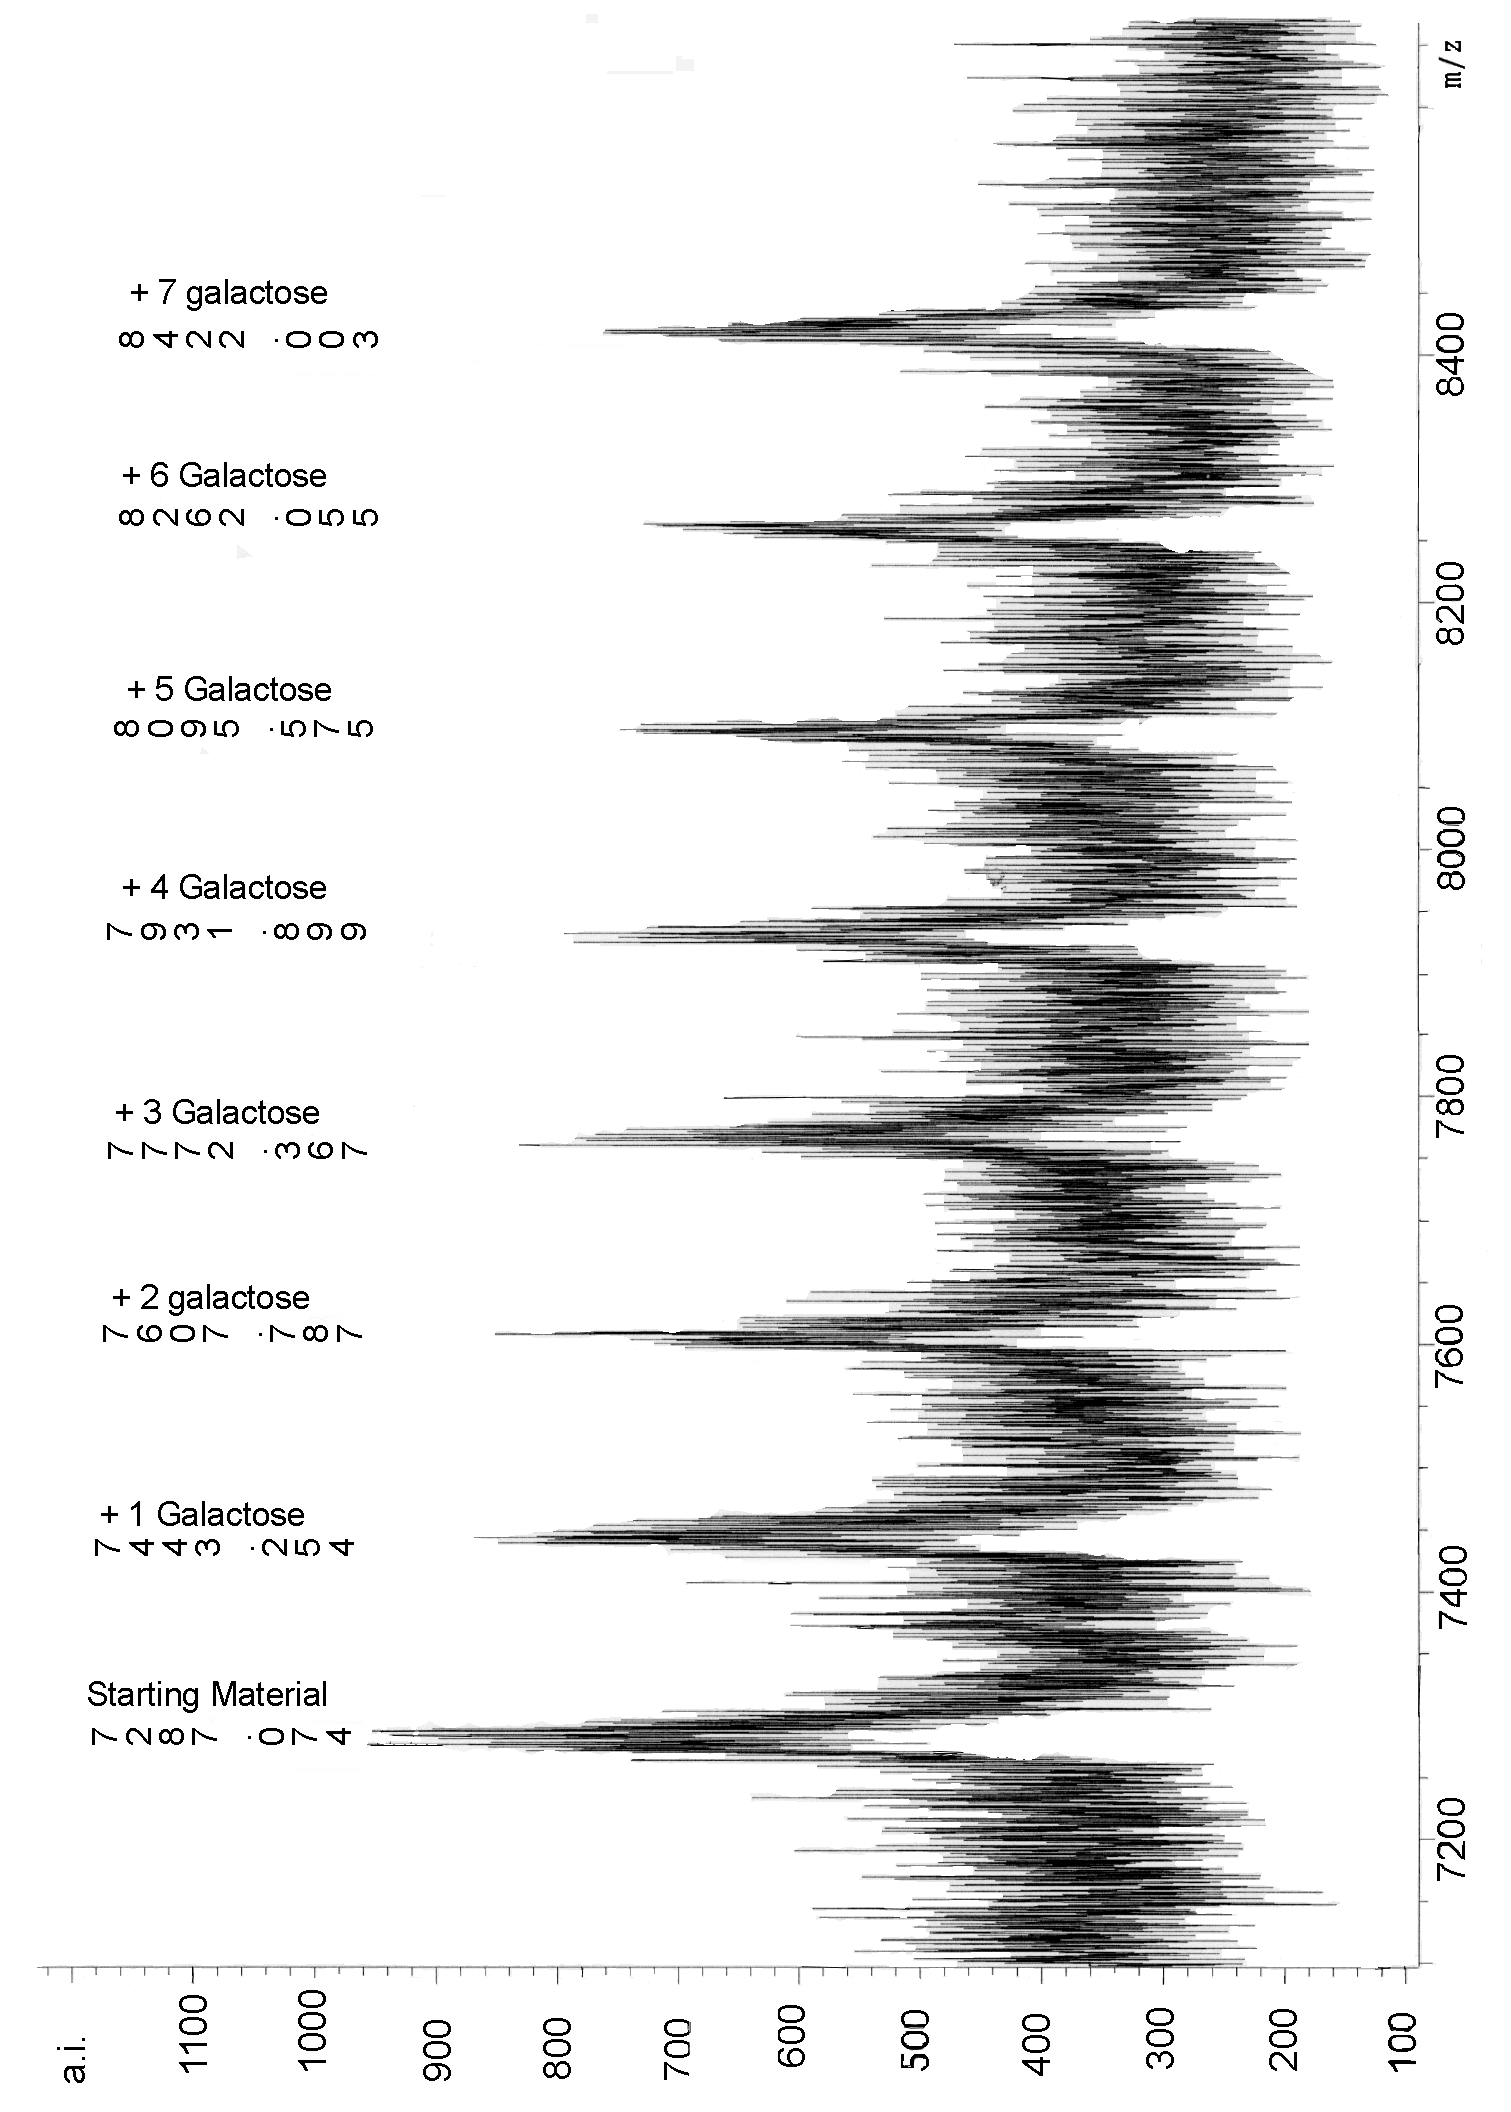 + 7 galactose
8422.003
+ 6 Galactose
8262.055
+ 5 Galactose
8095.575
+ 4 Galactose
7931.899
+ 3 Galactose
7772.367
+ 2 galactose
7607.787
+ 1 Galactose
7443.254
Starting Material
7287.074
m/z
8400
8200
8000
7800
7600
7400
7200
a.i.
1100
1000
900
800
700
600
500
400
300
200
100